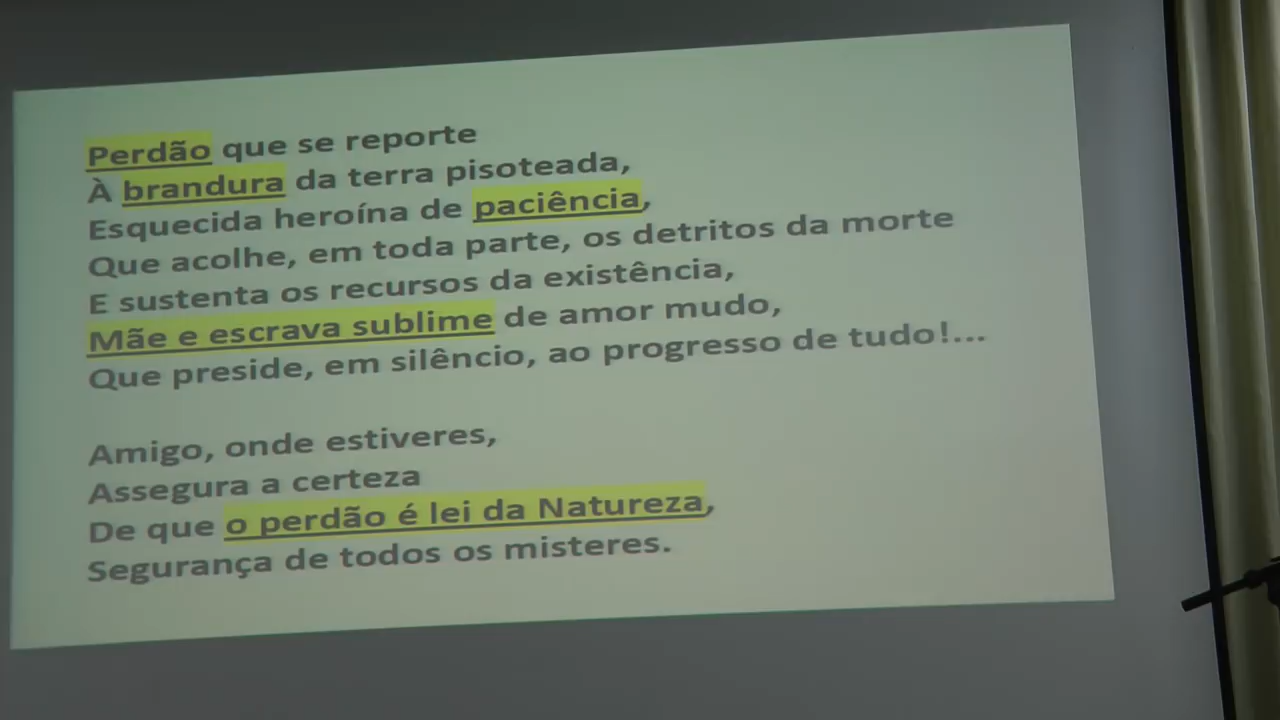 Perdão que se reporte
À brandura da terra pisoteada,
Esquecida heroína de paciência,
Que acolhe, em toda parte, os detritos da morte
E sustenta os recursos da existência,
Mãe e escrava sublime de amor mudo,
Que preside, em silêncio, ao progresso de tudo!...
Amigo, onde estiveres,
Assegura a certeza
De que o perdão é lei da Natureza,
Segurança de todos os misteres.